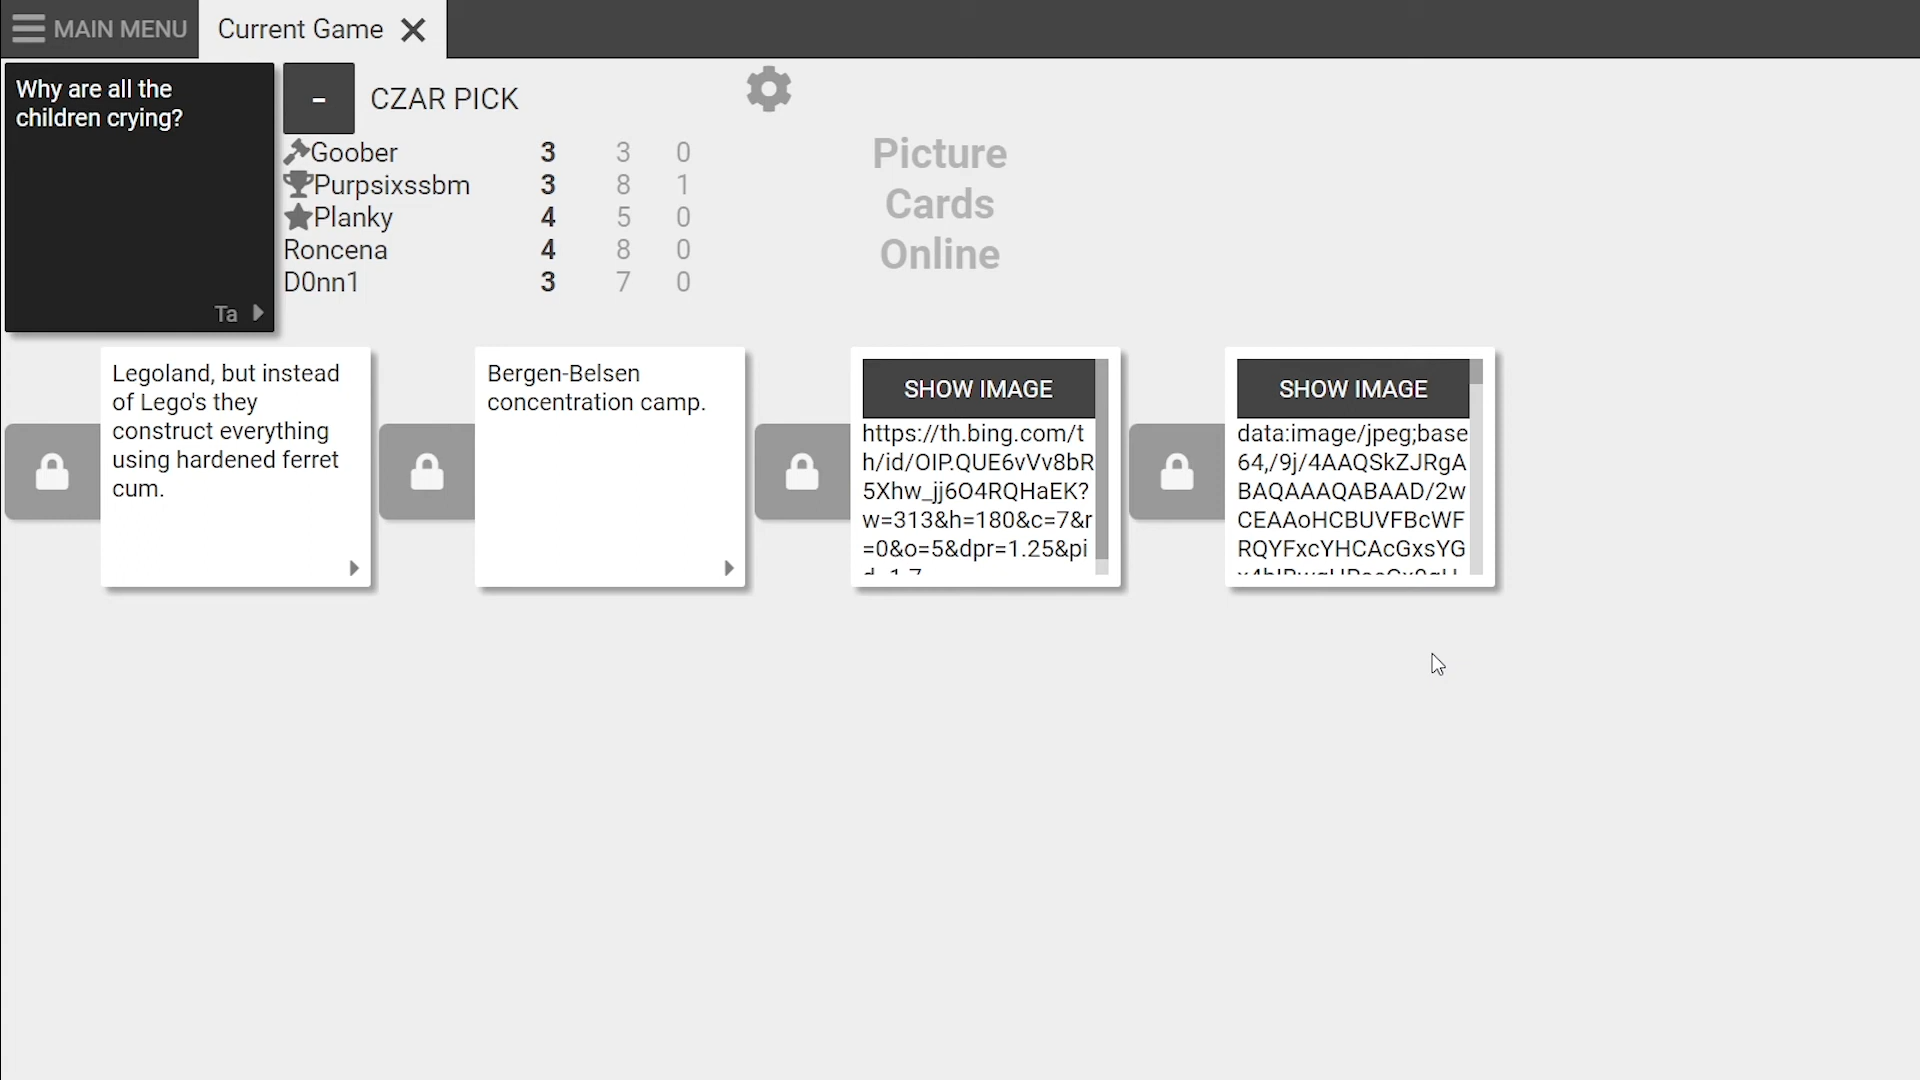 MAIN MENU
Current Game
Why are all the
children crying?
Ta
-
CZAR PICK
Goober 3 3 0
Purpsixssbm 3 8 1
Planky 4 5 0
Roncena 4 8 0
D0nn1 3 7 0
Picture
Cards
Online
Legoland, but instead
of Lego's they
construct everything
using hardened ferret
cum.
Bergen-Belsen
concentration camp.
SHOW IMAGE
https://th.bing.com/t
h/id/OIP.QUE6vVv8bR
5Xhw_jj6O4RQHaEK?
w=313&h=180&c=7&r
=0&o=5&dpr=1.25&pi
SHOW IMAGE
data:image/jpeg;base
64,/9j/4AAQSkZJRgA
BAQAAAQABAAD/2w
CEAAoHCBUVFBcWF
RQYFxcYHCAcGxsYG